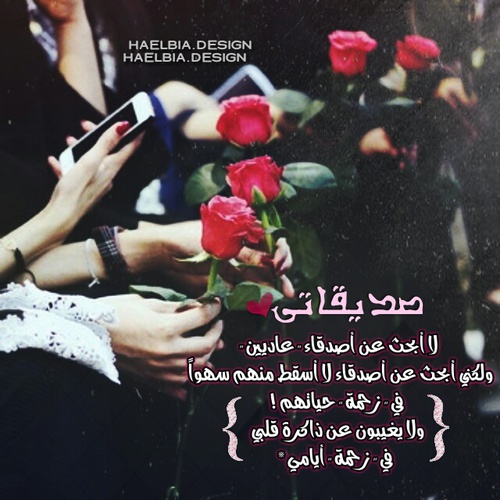 HAELBIA.DESIGN
HAELBIA.DESIGN
صديقاتى
لا أبحث عن أصدقاء - عاديين -
ولكني أبحث عن أصدقاء لا أسقط منهم سهواً
في - زحمة - حياتهم !
{ ولا يغيبون عن ذاكرة قلبي }
في - زحمة - أيامي *